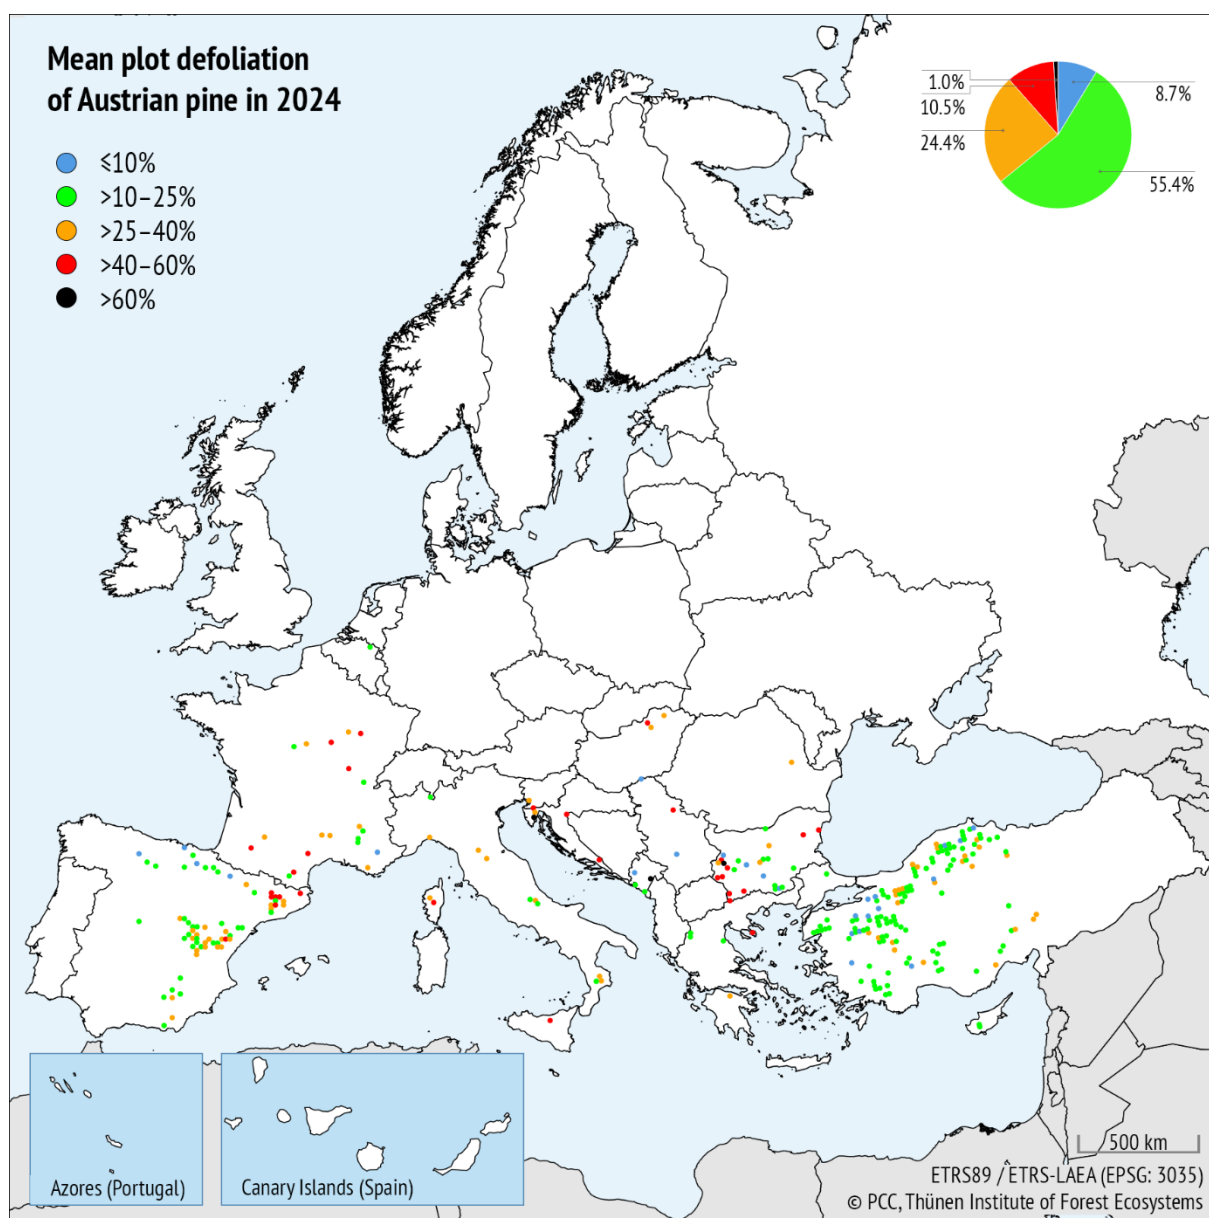 Mean plot defoliation
of Austrian pine in 2024
≤10%
>10–25%
>25–40%
>40–60%
>60%
1.0%
10.5%
24.4%
8.7%
55.4%
Azores (Portugal)
Canary Islands (Spain)
500 km
ETRS89 / ETRS-LAEA (EPSG: 3035)
© PCC, Thünen Institute of Forest Ecosystems